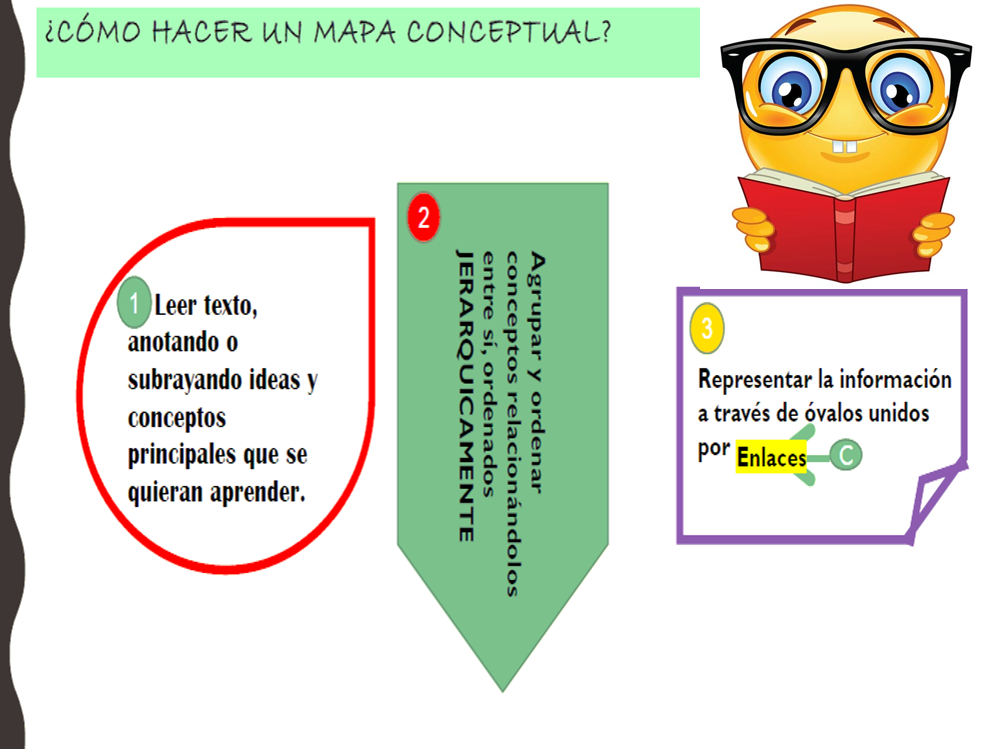 ¿CÓMO HACER UN MAPA CONCEPTUAL?
1 Leer texto,
anotando o
subrayando ideas y
conceptos
principales que se
quieran aprender.
2
Agrupar y ordenar
conceptos relacionándolos
entre sí, ordenados
JERARQUICAMENTE
3
Representar la información
a través de óvalos unidos
por Enlaces C